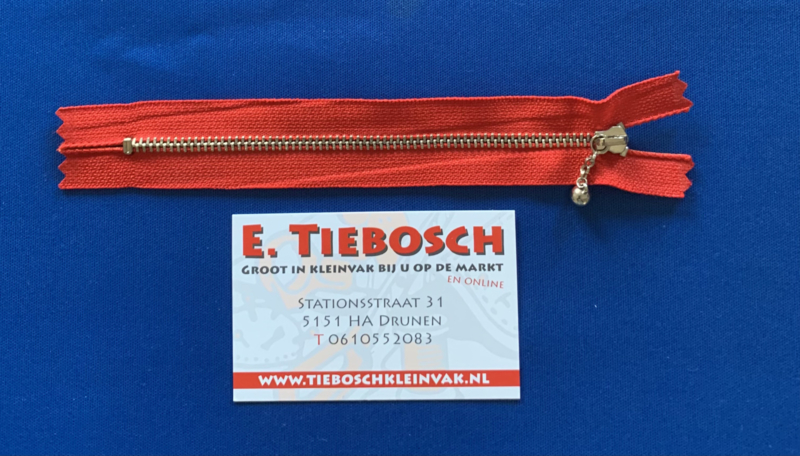 E. TIEBOSCH
GROOT IN KLEINVAK BIJ U OP DE MARKT
EN ONLINE
STATIONSSTRAAT 31
5151 HA DRUNEN
T 0610552083
WWW.TIEBOSCHKLEINVAK.NL